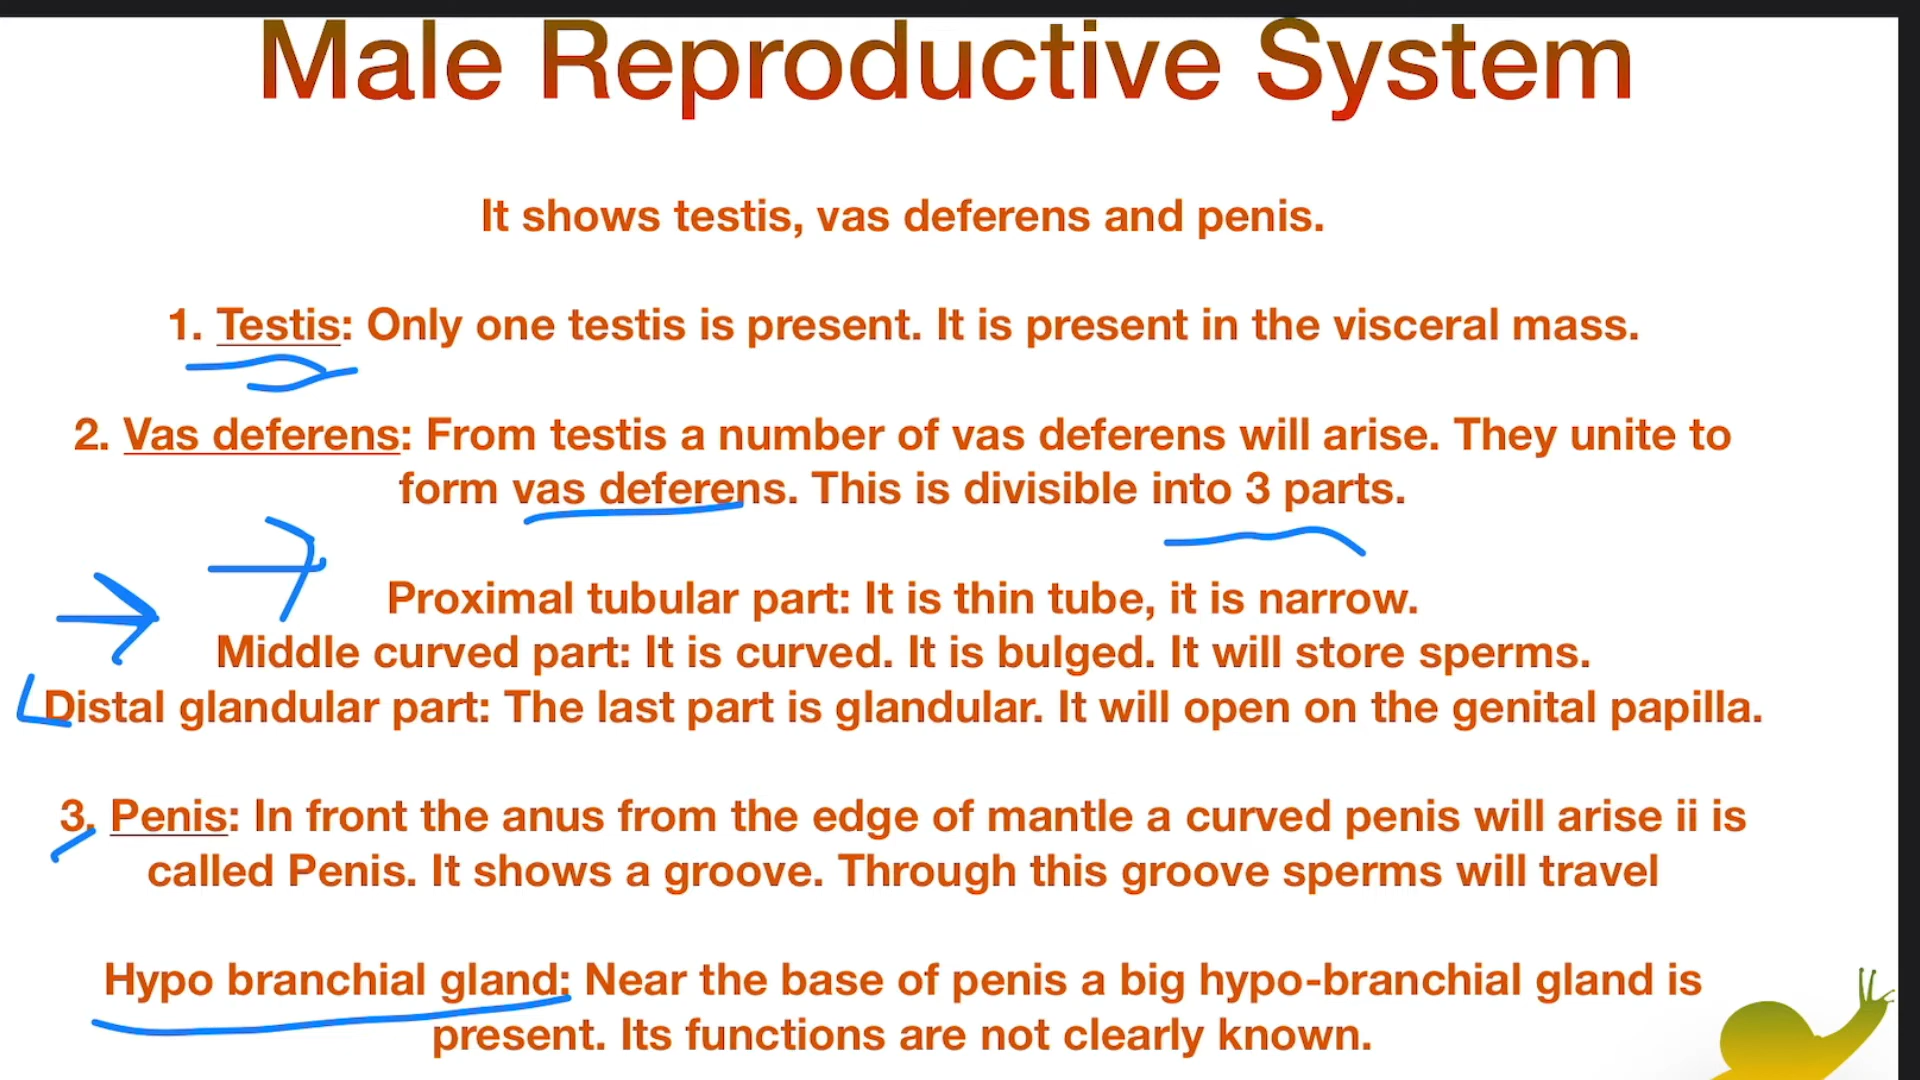 Male Reproductive System
It shows testis, vas deferens and penis.
1. Testis: Only one testis is present. It is present in the visceral mass.
2. Vas deferens: From testis a number of vas deferens will arise. They unite to
form vas deferens. This is divisible into 3 parts.
Proximal tubular part: It is thin tube, it is narrow.
Middle curved part: It is curved. It is bulged. It will store sperms.
Distal glandular part: The last part is glandular. It will open on the genital papilla.
3. Penis: In front the anus from the edge of mantle a curved penis will arise ii is
called Penis. It shows a groove. Through this groove sperms will travel
Hypo branchial gland: Near the base of penis a big hypo-branchial gland is
present. Its functions are not clearly known.